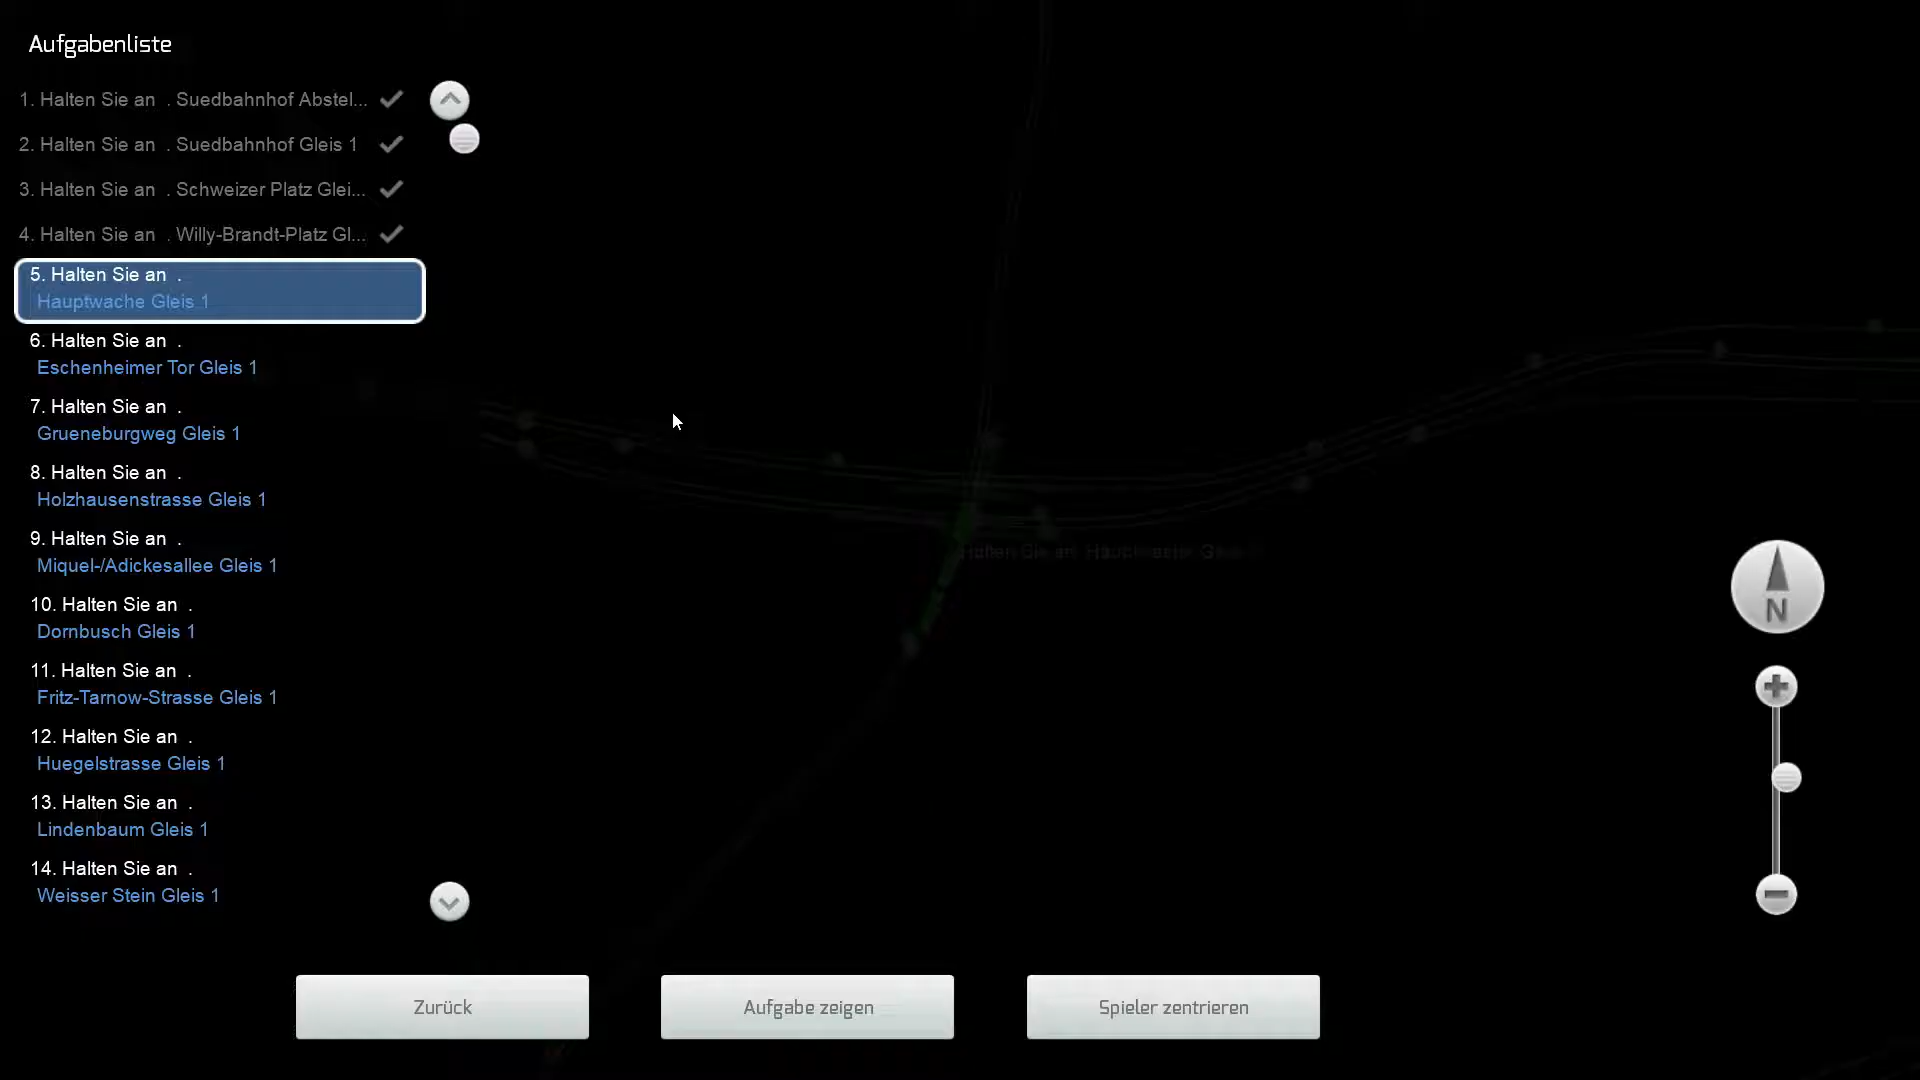 Aufgabenliste
1. Halten Sie an . Suedbahnhof Abstel...
2. Halten Sie an . Suedbahnhof Gleis 1
3. Halten Sie an . Schweizer Platz Glei...
4. Halten Sie an . Willy-Brandt-Platz Gl...
5. Halten Sie an .
Hauptwache Gleis 1
6. Halten Sie an .
Eschenheimer Tor Gleis 1
7. Halten Sie an .
Grueneburgweg Gleis 1
8. Halten Sie an .
Holzhausenstrasse Gleis 1
9. Halten Sie an .
Miquel-/Adickesallee Gleis 1
10. Halten Sie an .
Dornbusch Gleis 1
11. Halten Sie an .
Fritz-Tarnow-Strasse Gleis 1
12. Halten Sie an .
Huegelstrasse Gleis 1
13. Halten Sie an .
Lindenbaum Gleis 1
14. Halten Sie an .
Weisser Stein Gleis 1
Halten Sie an Hauptwache
N
Zurück
Aufgabe zeigen
Spieler zentrieren